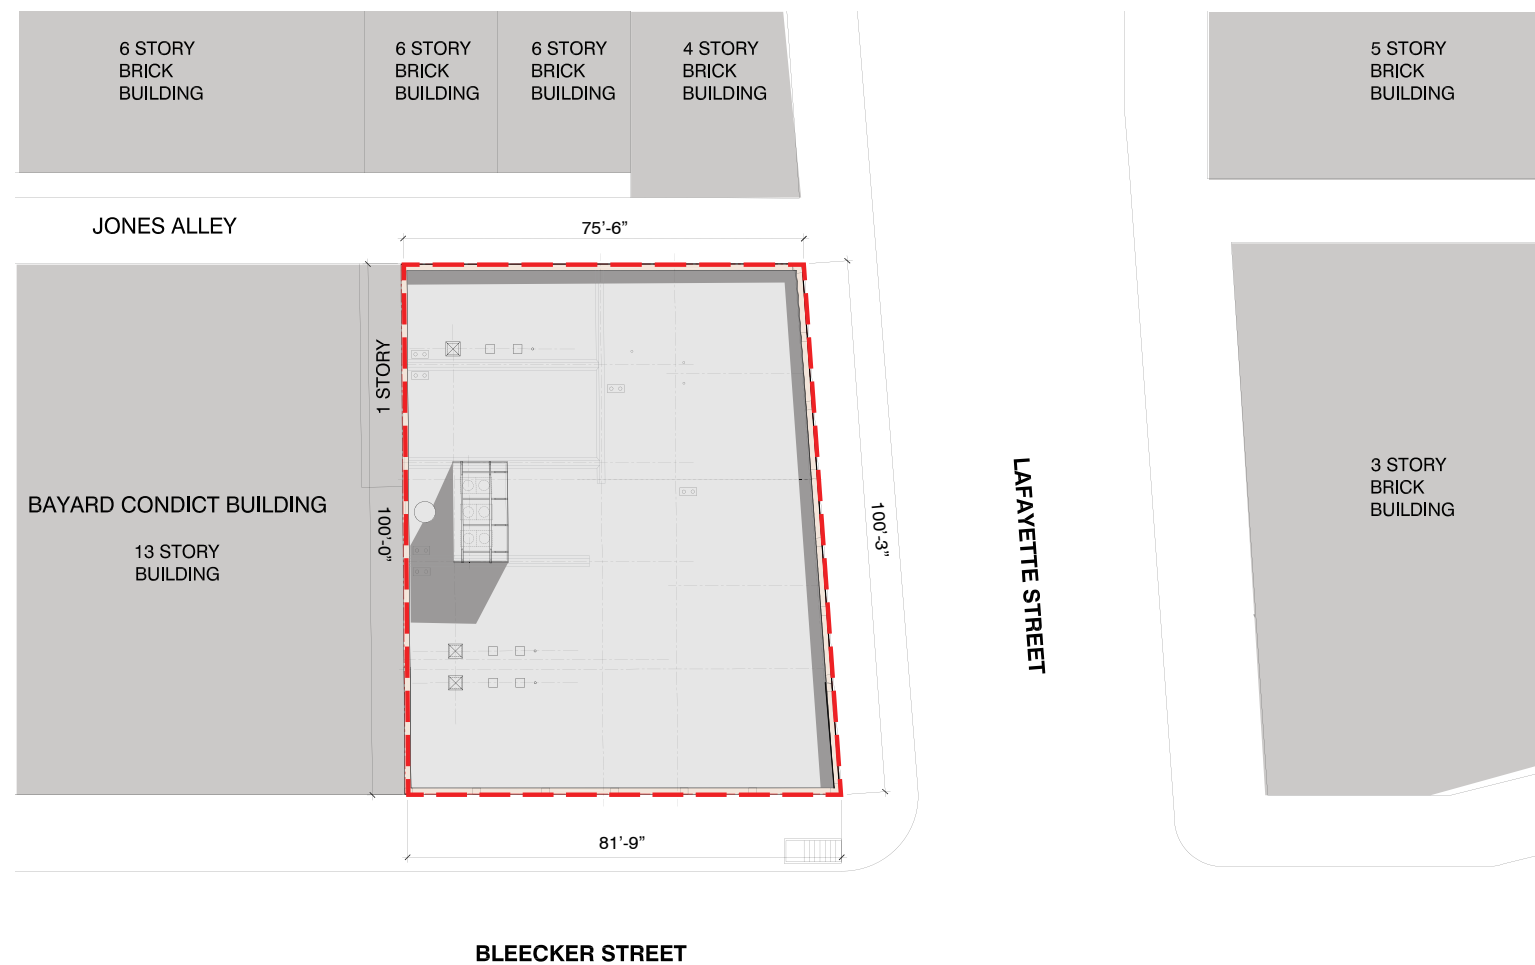 6 STORY
BRICK
BUILDING
6 STORY
BRICK
BUILDING
6 STORY
BRICK
BUILDING
4 STORY
BRICK
BUILDING
5 STORY
BRICK
BUILDING
JONES ALLEY
75’-6”
1 STORY
BAYARD CONDICT BUILDING
13 STORY
BUILDING
100’-0”
100’-3”
LAFAYETTE STREET
3 STORY
BRICK
BUILDING
81’-9”
BLEECKER STREET